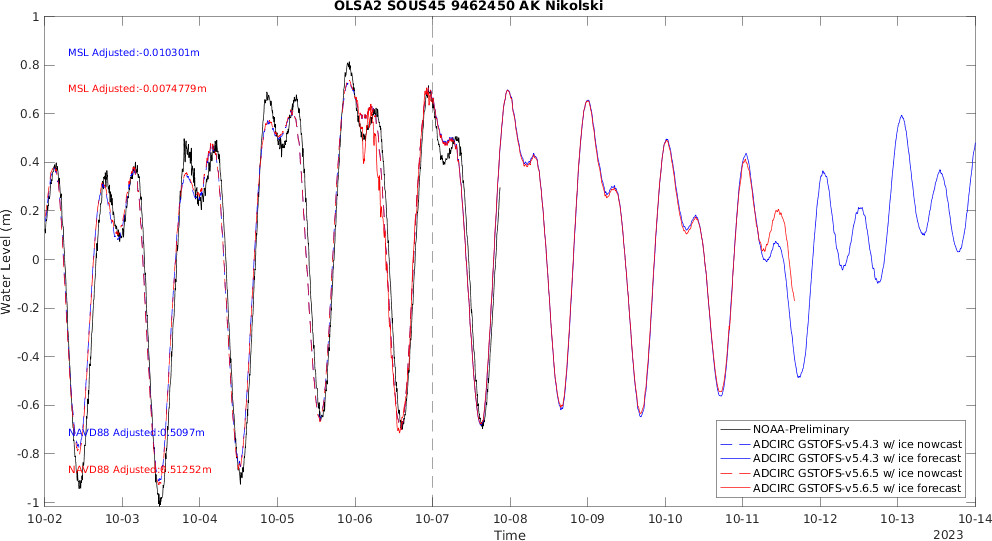 OLSA2 SOUS45 9462450 AK Nikolski
1
0.8
0.6
0.4
0.2
0
-0.2
-0.4
-0.6
-0.8
-1
Water Level (m)
MSL Adjusted:-0.010301m
MSL Adjusted:-0.0074779m
NAVD88 Adjusted:0.5097m
NAVD88 Adjusted:0.51252m
NOAA-Preliminary
ADCIRC GSTOFS-v5.4.3 w/ ice nowcast
ADCIRC GSTOFS-v5.4.3 w/ ice forecast
ADCIRC GSTOFS-v5.6.5 w/ ice nowcast
ADCIRC GSTOFS-v5.6.5 w/ ice forecast
10-02 10-03 10-04 10-05 10-06 10-07 10-08 10-09 10-10 10-11 10-12 10-13 10-14
Time
2023